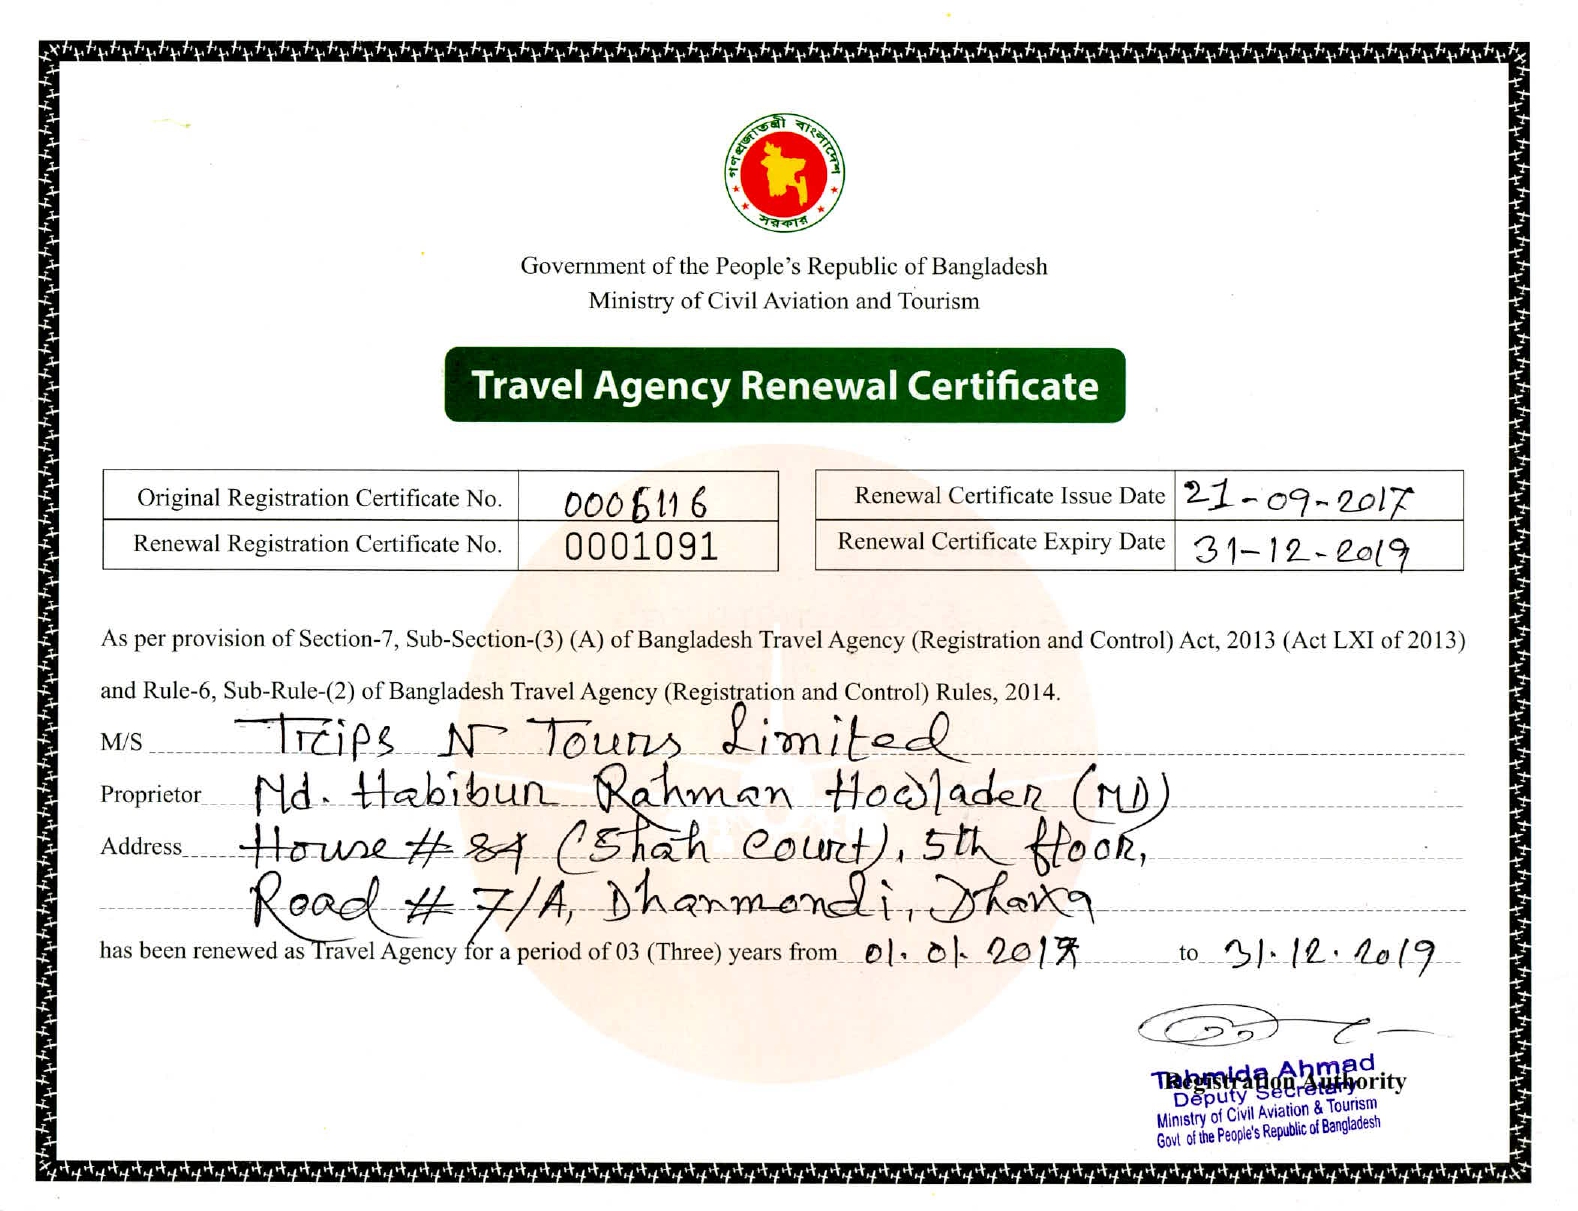 গণপ্রজাতন্ত্রী বাংলাদেশ
সরকার
Government of the People's Republic of Bangladesh
Ministry of Civil Aviation and Tourism
Travel Agency Renewal Certificate
Original Registration Certificate No. 0006116
Renewal Registration Certificate No. 0001091
Renewal Certificate Issue Date 21-09-2017
Renewal Certificate Expiry Date 31-12-2019
As per provision of Section-7, Sub-Section-(3) (A) of Bangladesh Travel Agency (Registration and Control) Act, 2013 (Act LXI of 2013)
and Rule-6, Sub-Rule-(2) of Bangladesh Travel Agency (Registration and Control) Rules, 2014.
M/S Trips N Tours Limited
Proprietor Md. Habibur Rahman Howlader (MD)
Address House # 84 (Shah Court), 5th floor,
Road # 7/A, Dhanmondi, Dhaka
has been renewed as Travel Agency for a period of 03 (Three) years from 01.01.2017 to 31.12.2019
Tahmida Ahmad
Registration Authority
Deputy Secretary
Ministry of Civil Aviation & Tourism
Govt of the People's Republic of Bangladesh